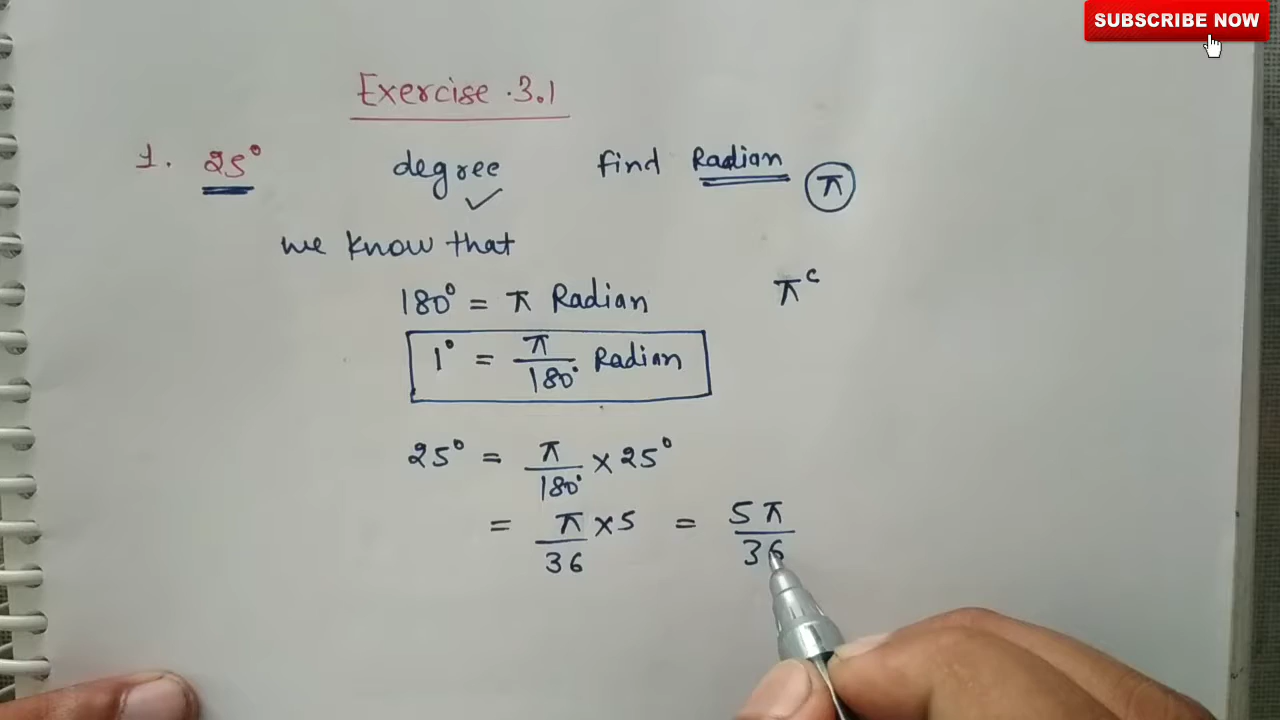 SUBSCRIBE NOW
Exercise .3.1
1. 25° degree find Radian π
we know that
180° = π Radian πᶜ
1° = π/180° Radian
25° = π/180° × 25°
= π/36 × 5 = 5π/36